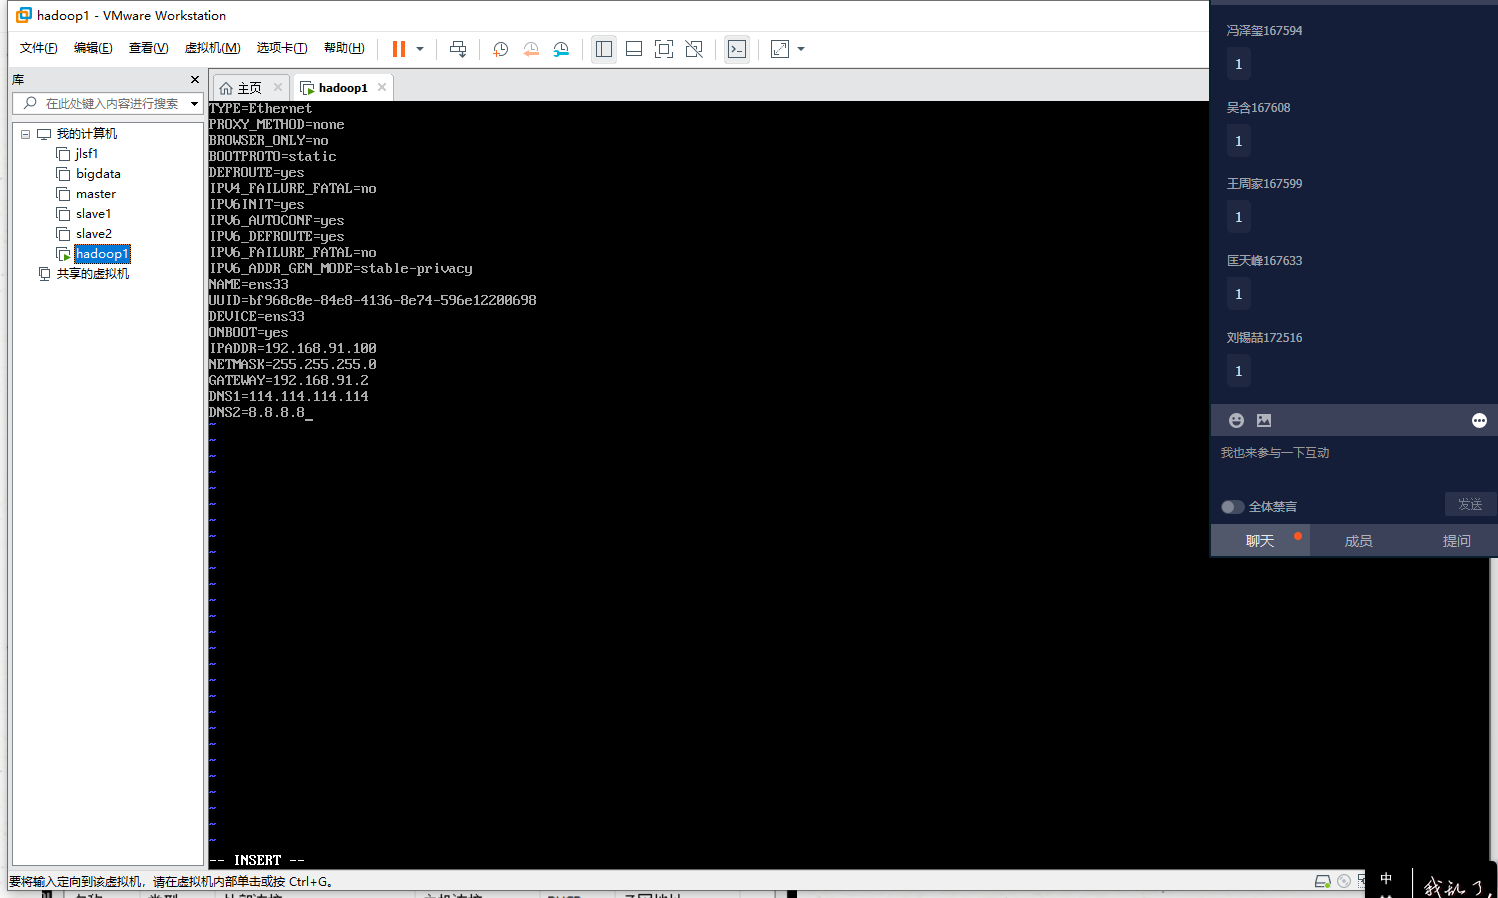 hadoop1 - VMware Workstation
文件(F) 编辑(E) 查看(V) 虚拟机(M) 选项卡(T) 帮助(H)
库
在此处键入内容进行搜索
我的计算机
jlsf1
bigdata
master
slave1
slave2
hadoop1
共享的虚拟机
主页
hadoop1
TYPE=Ethernet
PROXY_METHOD=none
BROWSER_ONLY=no
BOOTPROTO=static
DEFROUTE=yes
IPV4_FAILURE_FATAL=no
IPV6INIT=yes
IPV6_AUTOCONF=yes
IPV6_DEFROUTE=yes
IPV6_FAILURE_FATAL=no
IPV6_ADDR_GEN_MODE=stable-privacy
NAME=ens33
UUID=bf968c0e-84e8-4136-8e74-596e12200698
DEVICE=ens33
ONBOOT=yes
IPADDR=192.168.91.100
NETMASK=255.255.255.0
GATEWAY=192.168.91.2
DNS1=114.114.114.114
DNS2=8.8.8.8_
-- INSERT --
要将输入定向到该虚拟机，请在虚拟机内部单击或按 Ctrl+G。
冯泽玺167594
1
吴含167608
1
王周家167599
1
匡天峰167633
1
刘锡喆172516
1
我也来参与一下互动
全体禁言
发送
聊天 成员 提问
中
我乱了,